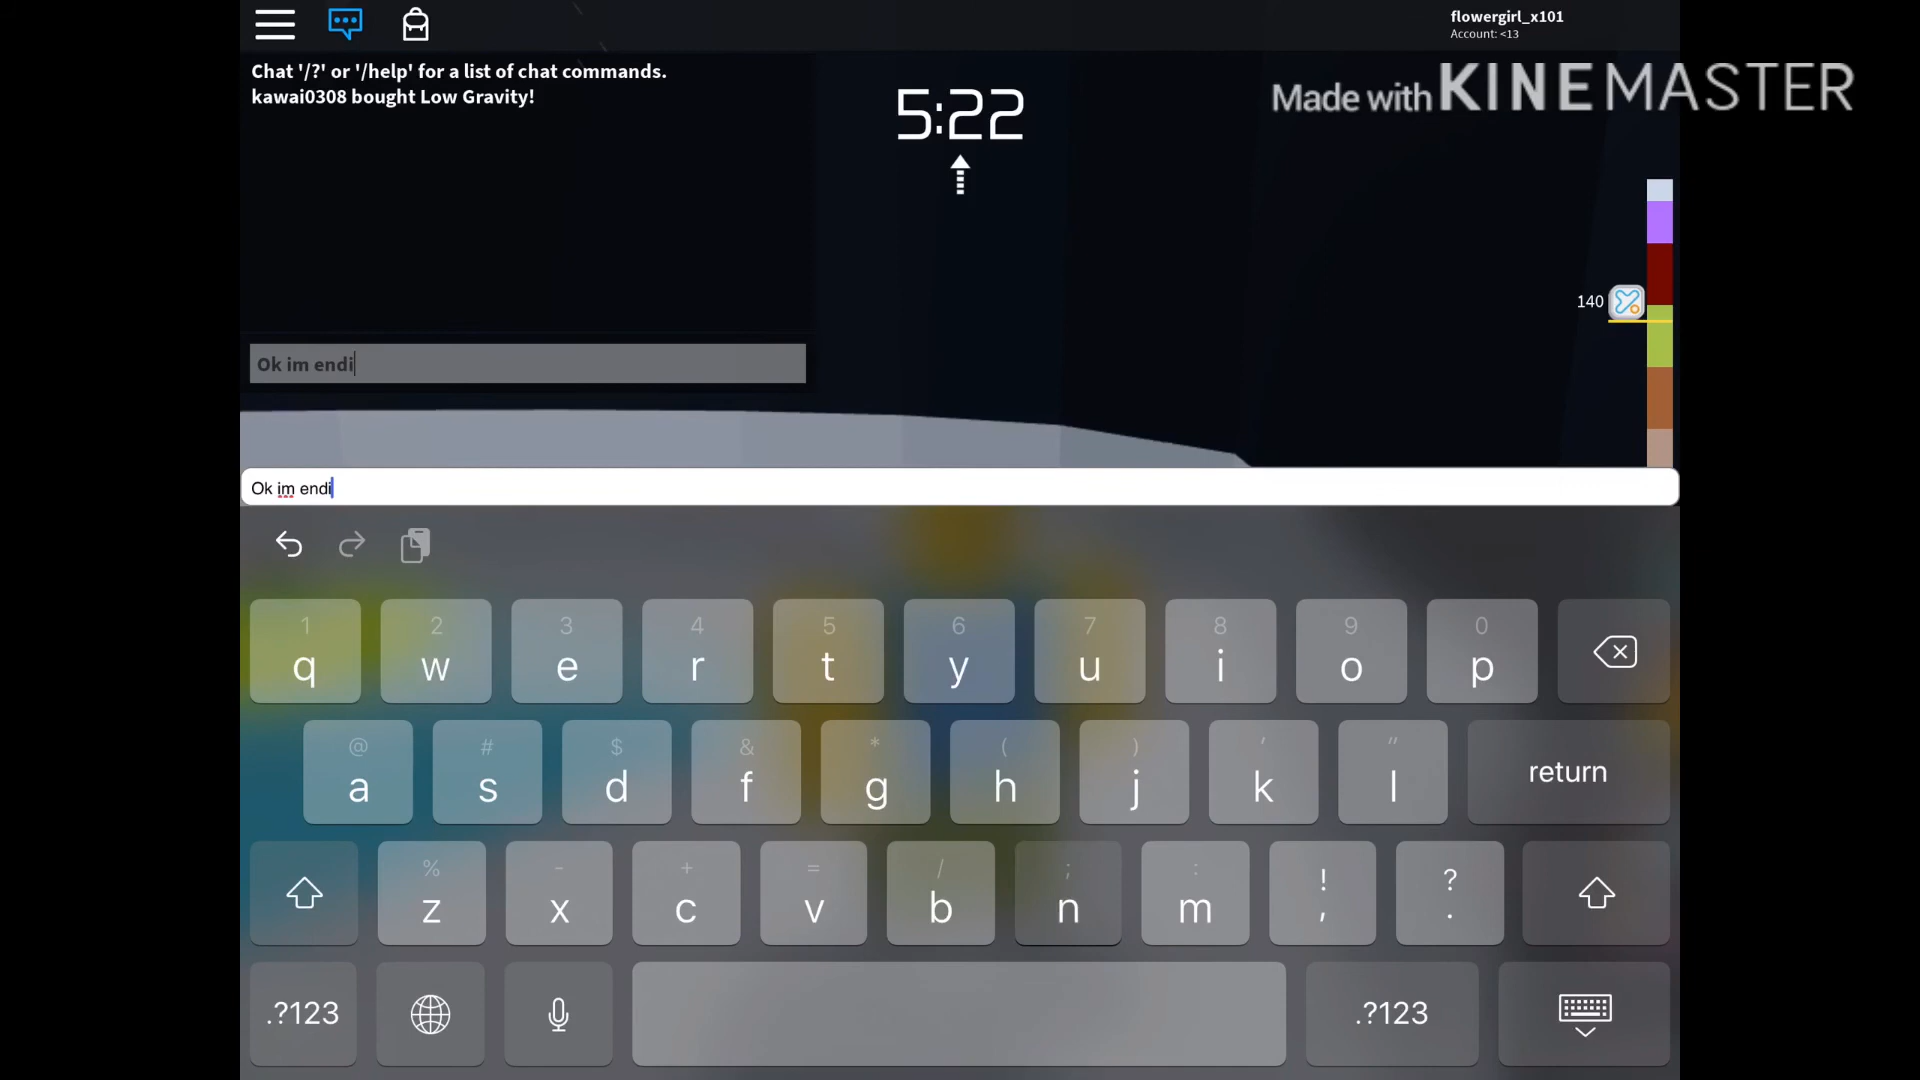 flowergirl_x101
Account: <13
Chat '/?' or '/help' for a list of chat commands.
kawai0308 bought Low Gravity!
5:22
Made with KINEMASTER
140
Ok im endi
Ok im endi
1 2 3 4 5 6 7 8 9 0
q w e r t y u i o p
@ # $ & * ( ) ' "
a s d f g h j k l return
% - + = / ; : ! ?
z x c v b n m , .
.?123 .?123